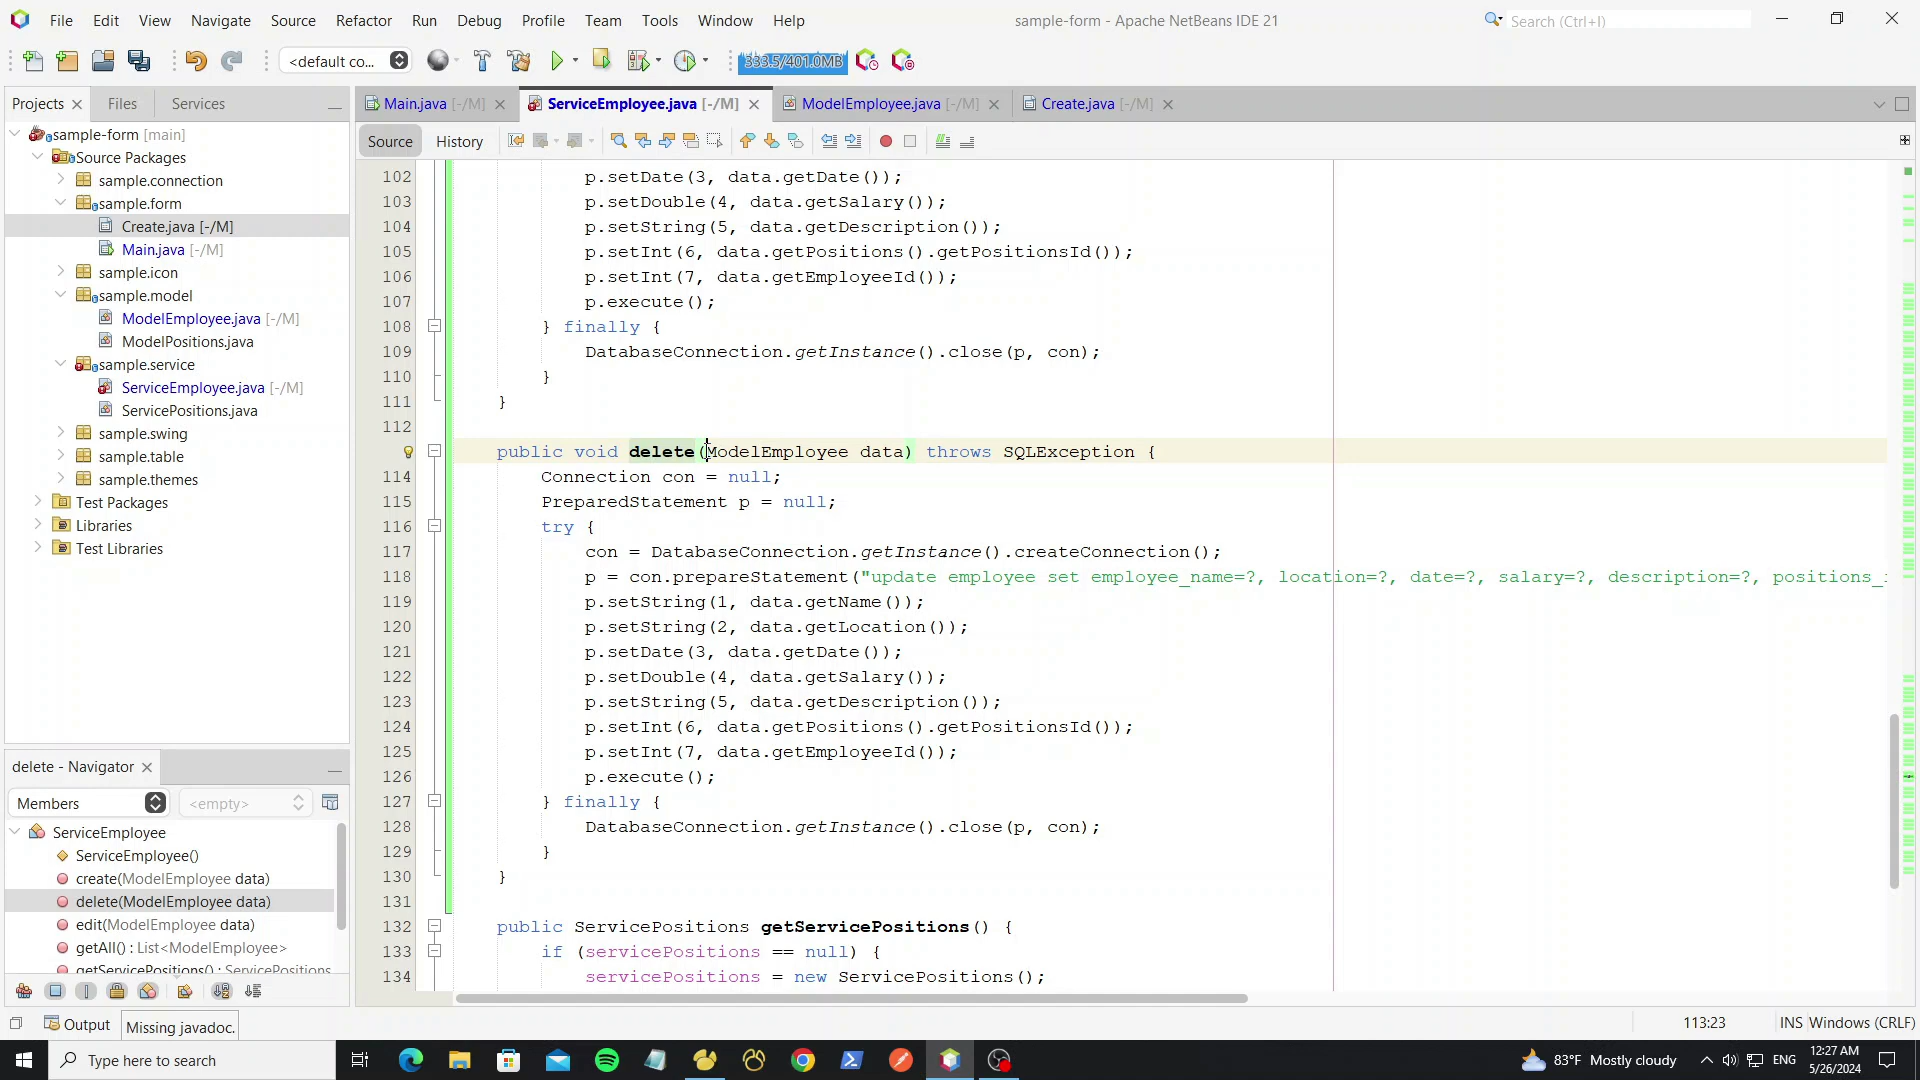 File Edit View Navigate Source Refactor Run Debug Profile Team Tools Window Help
sample-form - Apache NetBeans IDE 21
Search (Ctrl+I)
<default co...
333.5/401.0MB
Projects Files Services
Main.java [-/M] ServiceEmployee.java [-/M] ModelEmployee.java [-/M] Create.java [-/M]
Source History
sample-form [main]
Source Packages
sample.connection
sample.form
Create.java [-/M]
Main.java [-/M]
sample.icon
sample.model
ModelEmployee.java [-/M]
ModelPositions.java
sample.service
ServiceEmployee.java [-/M]
ServicePositions.java
sample.swing
sample.table
sample.themes
Test Packages
Libraries
Test Libraries
delete - Navigator
Members
<empty>
ServiceEmployee
ServiceEmployee()
create(ModelEmployee data)
delete(ModelEmployee data)
edit(ModelEmployee data)
getAll() : List<ModelEmployee>
getServicePositions() : ServicePositions
102 p.setDate(3, data.getDate());
103 p.setDouble(4, data.getSalary());
104 p.setString(5, data.getDescription());
105 p.setInt(6, data.getPositions().getPositionsId());
106 p.setInt(7, data.getEmployeeId());
107 p.execute();
108 } finally {
109 DatabaseConnection.getInstance().close(p, con);
110 }
111 }
112
public void delete(ModelEmployee data) throws SQLException {
114 Connection con = null;
115 PreparedStatement p = null;
116 try {
117 con = DatabaseConnection.getInstance().createConnection();
118 p = con.prepareStatement("update employee set employee_name=?, location=?, date=?, salary=?, description=?, positions_
119 p.setString(1, data.getName());
120 p.setString(2, data.getLocation());
121 p.setDate(3, data.getDate());
122 p.setDouble(4, data.getSalary());
123 p.setString(5, data.getDescription());
124 p.setInt(6, data.getPositions().getPositionsId());
125 p.setInt(7, data.getEmployeeId());
126 p.execute();
127 } finally {
128 DatabaseConnection.getInstance().close(p, con);
129 }
130 }
131
132 public ServicePositions getServicePositions() {
133 if (servicePositions == null) {
134 servicePositions = new ServicePositions();
Output
Missing javadoc.
113:23
INS Windows (CRLF)
Type here to search
83°F Mostly cloudy
ENG
12:27 AM
5/26/2024